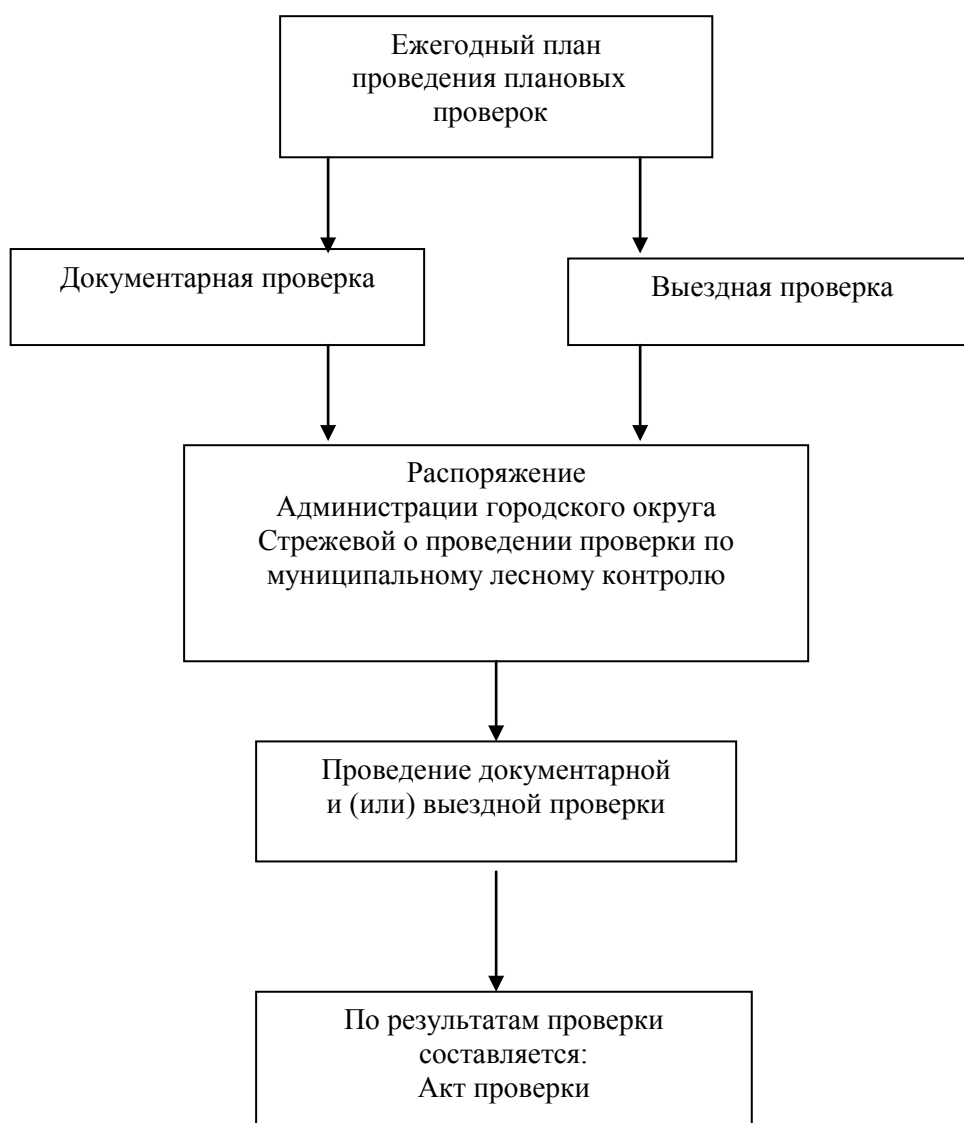 Ежегодный план
проведения плановых
проверок
Документарная проверка
Выездная проверка
Распоряжение
Администрации городского округа
Стрежевой о проведении проверки по
муниципальному лесному контролю
Проведение документарной
и (или) выездной проверки
По результатам проверки
составляется:
Акт проверки